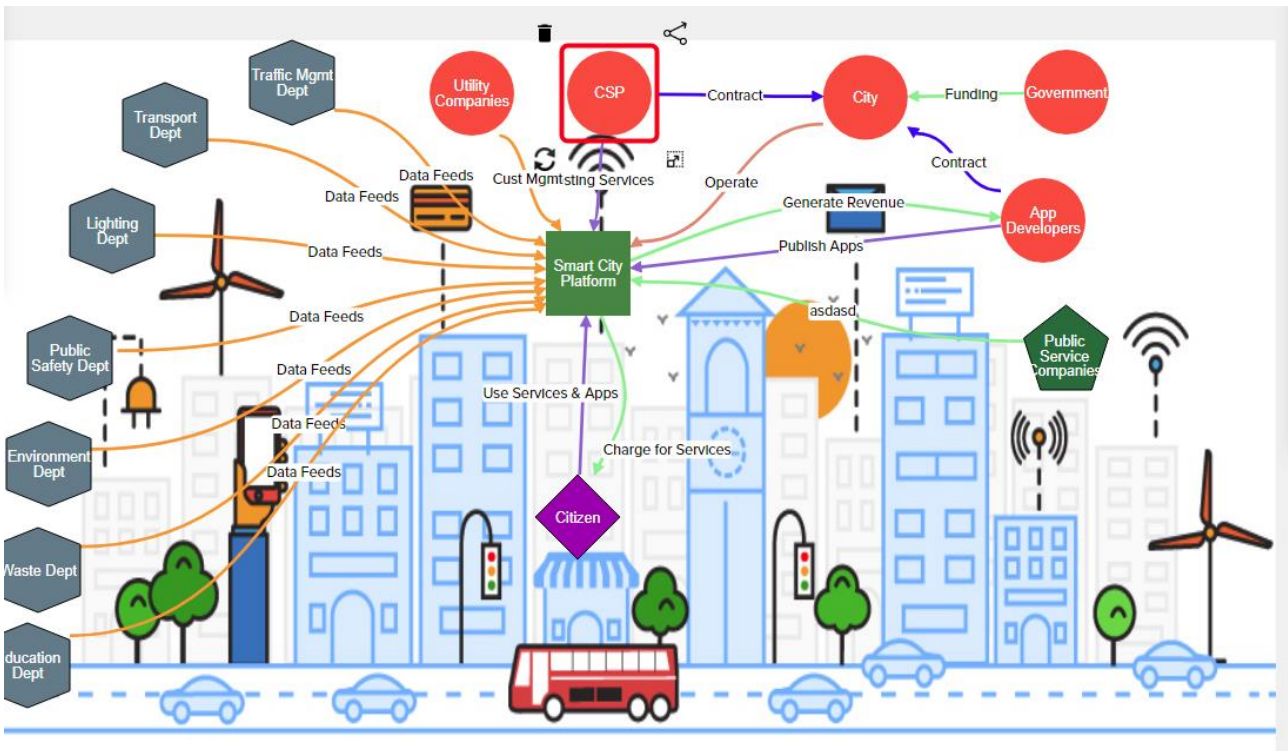 Traffic Mgmt
Dept
Utility
Companies
CSP
Contract
City
Funding
Government
Transport
Dept
Data Feeds
Cust Mgmt
sting Services
Operate
Contract
Data Feeds
Generate Revenue
App
Developers
Lighting
Dept
Data Feeds
Publish Apps
Smart City
Platform
Data Feeds
asdasd
Public
Safety Dept
Public
Service
Companies
Data Feeds
Use Services & Apps
Data Feeds
Charge for Services
Environment
Dept
Data Feeds
Citizen
Waste Dept
ducation
Dept